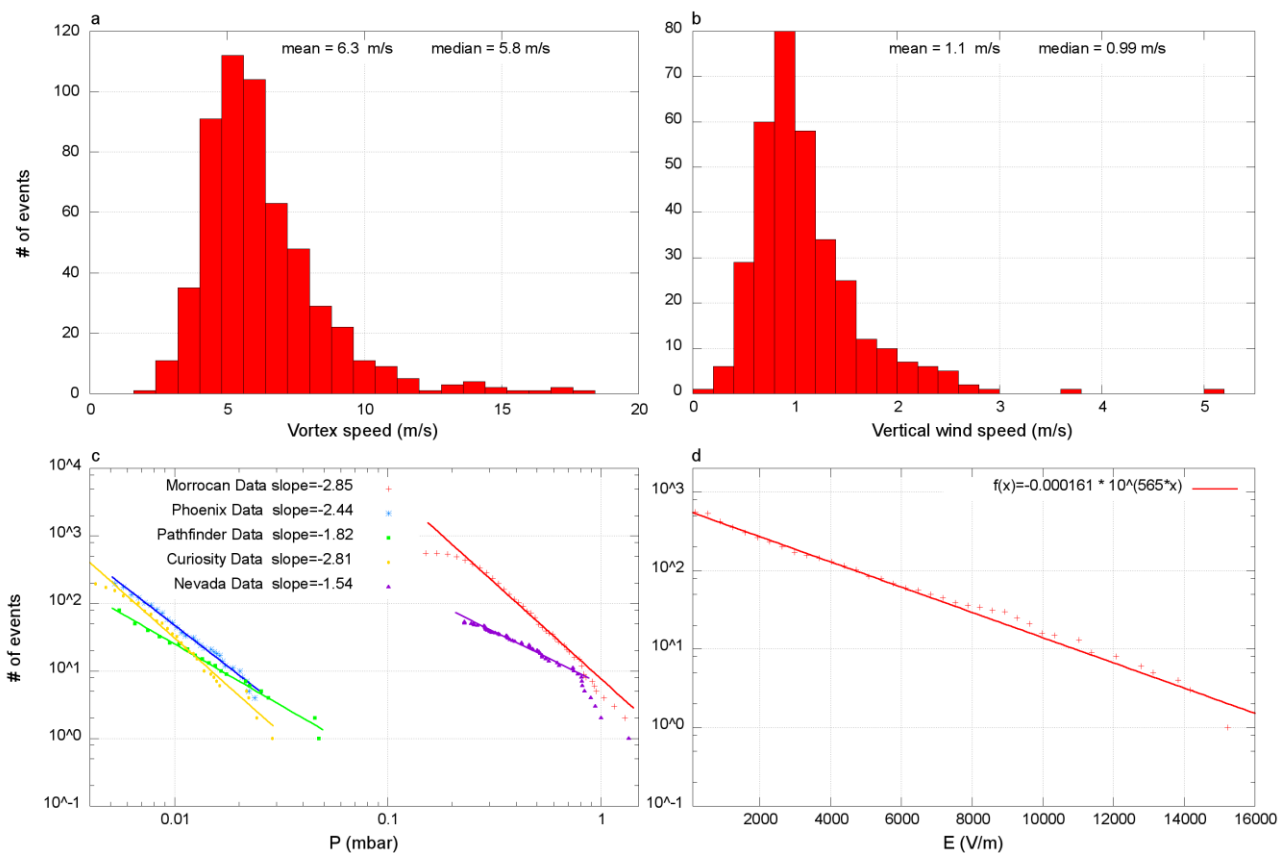 a
mean = 6.3 m/s median = 5.8 m/s
120
100
80
60
40
20
0
# of events
0 5 10 15 20
Vortex speed (m/s)
b
mean = 1.1 m/s median = 0.99 m/s
80
70
60
50
40
30
20
10
0
0 1 2 3 4 5
Vertical wind speed (m/s)
c
10^4
10^3
10^2
10^1
10^0
10^-1
# of events
Morrocan Data slope=-2.85
Phoenix Data slope=-2.44
Pathfinder Data slope=-1.82
Curiosity Data slope=-2.81
Nevada Data slope=-1.54
0.01 0.1 1
P (mbar)
d
f(x)=-0.000161 * 10^(565*x)
10^3
10^2
10^1
10^0
10^-1
2000 4000 6000 8000 10000 12000 14000 16000
E (V/m)